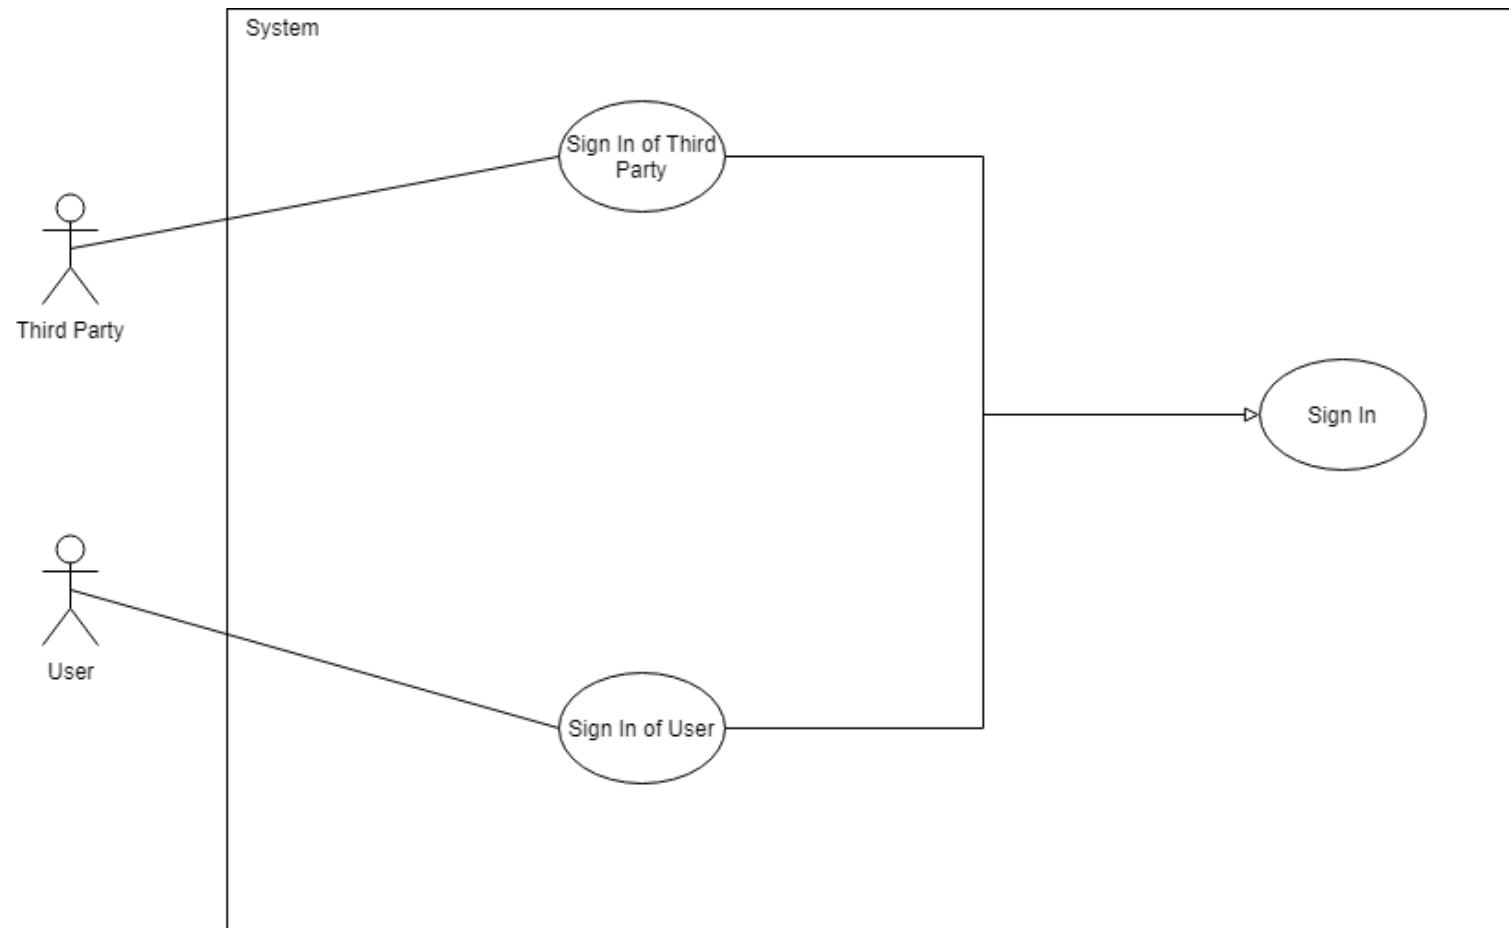 System
Sign In of Third
Party
Third Party
Sign In
User
Sign In of User